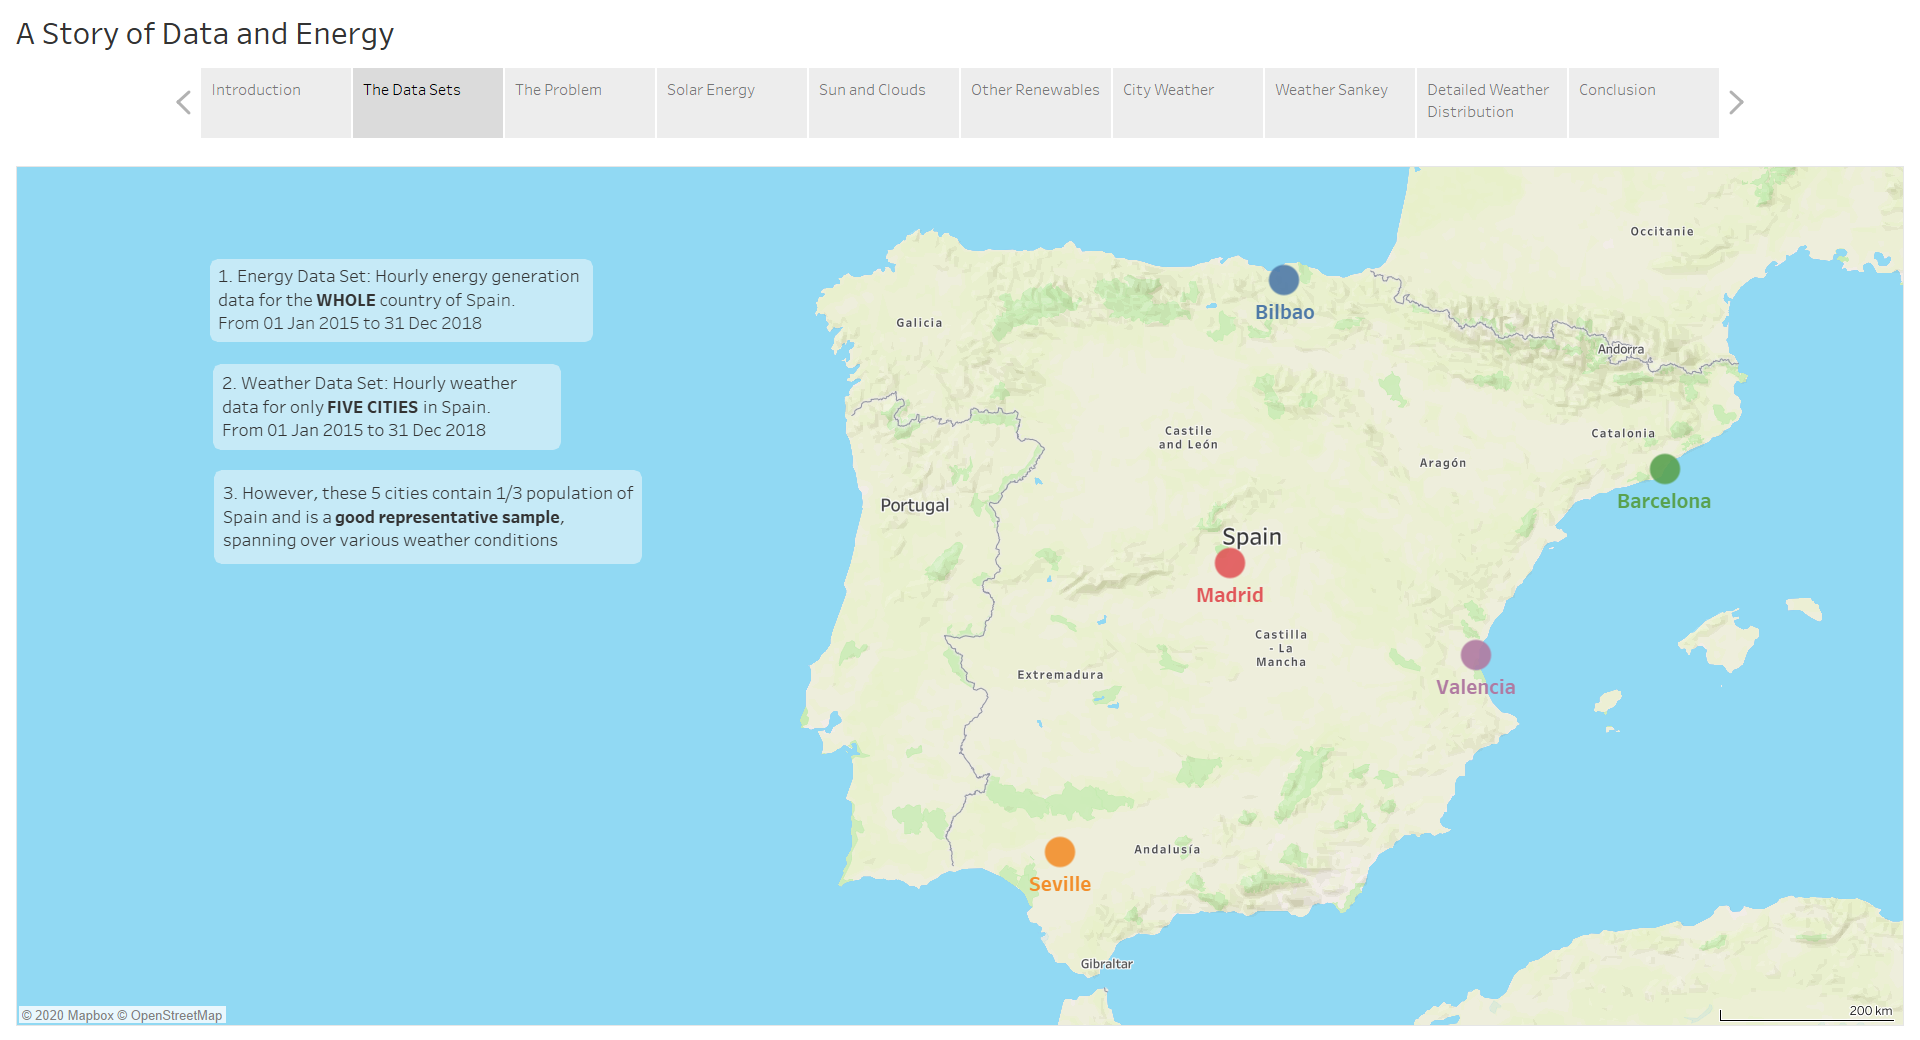 A Story of Data and Energy
Introduction
The Data Sets
The Problem
Solar Energy
Sun and Clouds
Other Renewables
City Weather
Weather Sankey
Detailed Weather
Distribution
Conclusion
1. Energy Data Set: Hourly energy generation
data for the WHOLE country of Spain.
From 01 Jan 2015 to 31 Dec 2018
2. Weather Data Set: Hourly weather
data for only FIVE CITIES in Spain.
From 01 Jan 2015 to 31 Dec 2018
3. However, these 5 cities contain 1/3 population of
Spain and is a good representative sample,
spanning over various weather conditions
Occitanie
Bilbao
Galicia
Andorra
Castile
and León
Catalonia
Aragón
Barcelona
Portugal
Spain
Madrid
Castilla
- La
Mancha
Extremadura
Valencia
Andalusía
Seville
Gibraltar
© 2020 Mapbox © OpenStreetMap
200 km